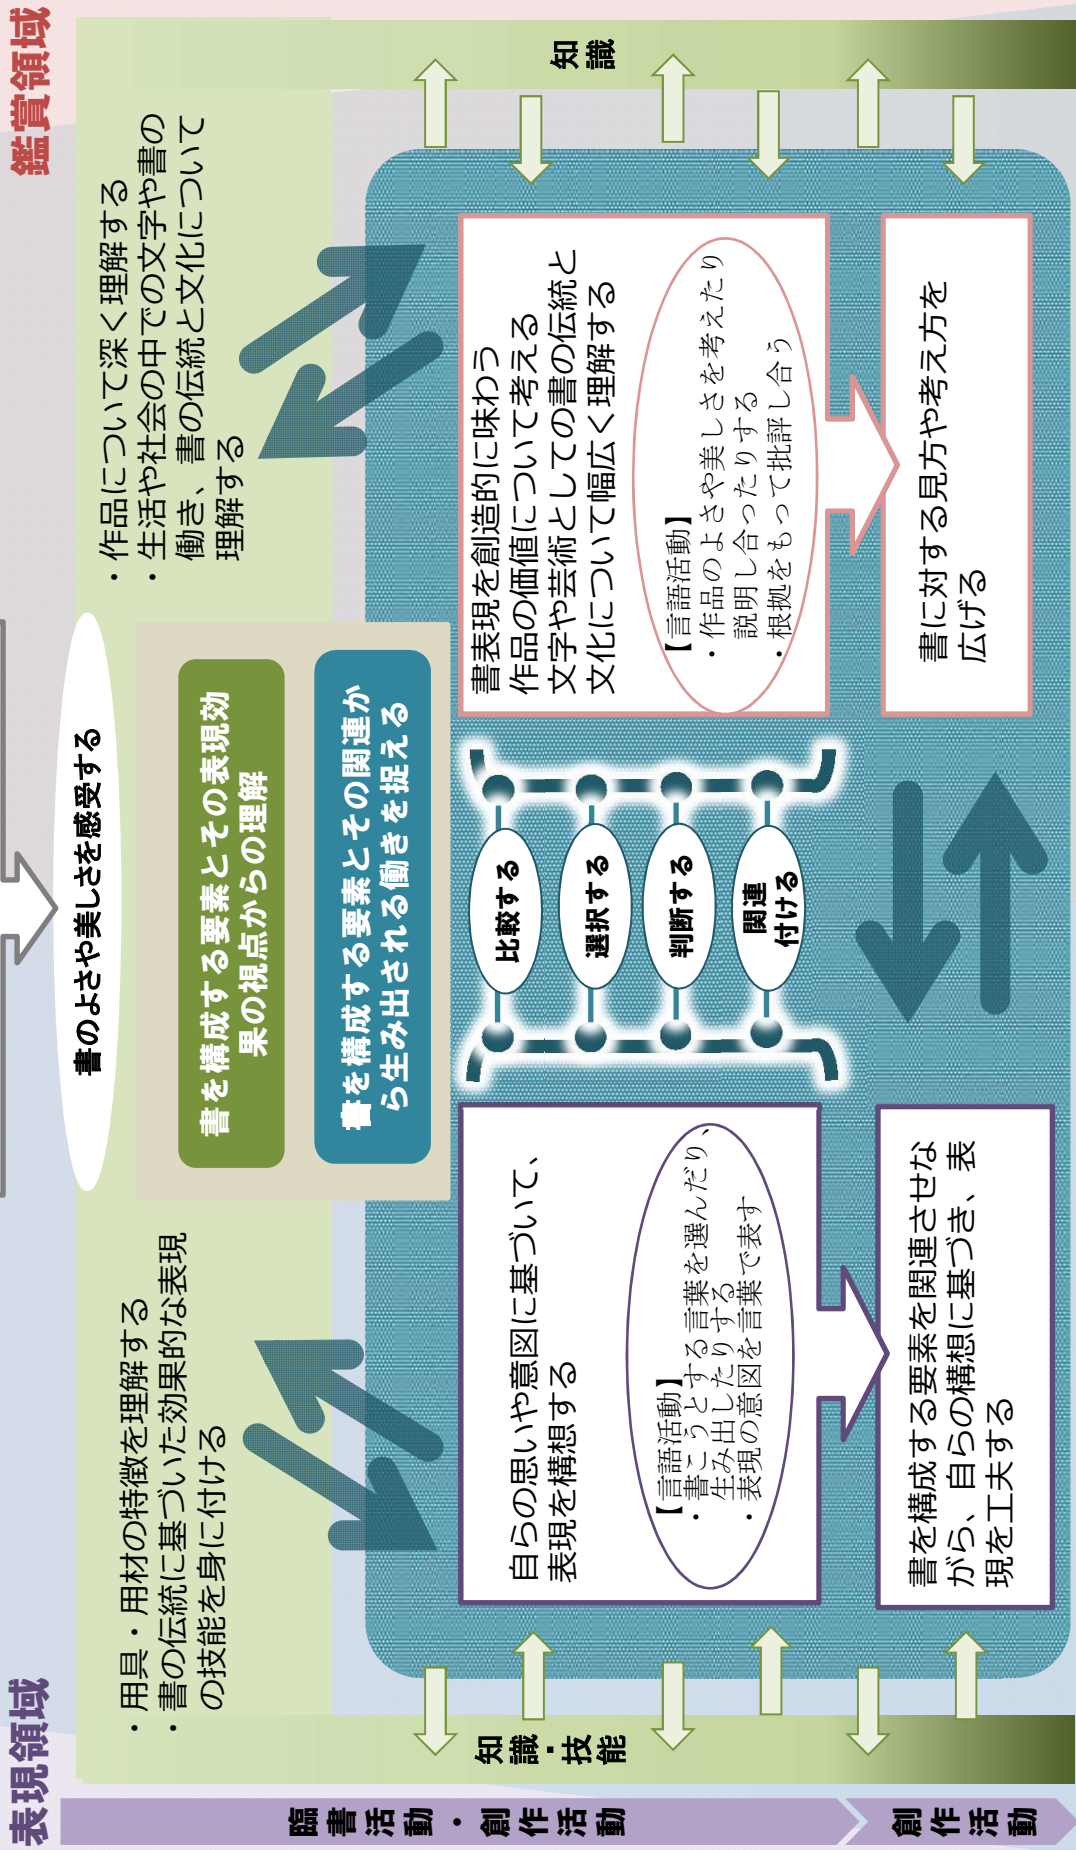 表現領域
鑑賞領域
書のよさや美しさを感受する
・用具・用材の特徴を理解する
・書の伝統に基づいた効果的な表現
の技能を身に付ける
書を構成する要素とその表現効
果の視点からの理解
書を構成する要素とその関連か
ら生み出される働きを捉える
・作品について深く理解する
・生活や社会の中での文字や書の
働き、書の伝統と文化について
理解する
臨書活動・創作活動
知識・技能
自らの思いや意図に基づいて、
表現を構想する
【言語活動】
・書こうとする言葉を選んだり、
生み出したりする
・表現の意図を言葉で表す
比較する
選択する
判断する
関連
付ける
書表現を創造的に味わう
作品の価値について考える
文字や芸術としての書の伝統と
文化について幅広く理解する
【言語活動】
・作品のよさや美しさを考えたり
説明し合ったりする
・根拠をもって批評し合う
知識
創作活動
書を構成する要素を関連させな
がら、自らの構想に基づき、表
現を工夫する
書に対する見方や考え方を
広げる